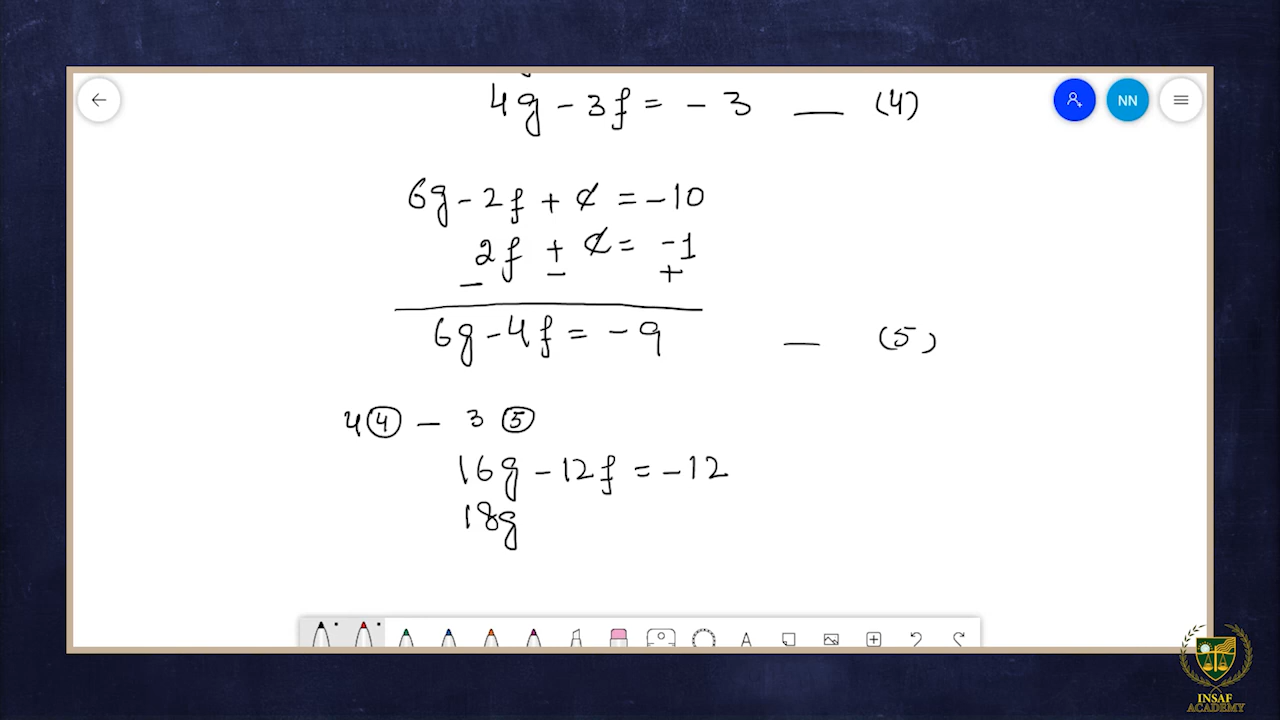 4g - 3f = - 3 — (4)
NN
6g - 2f + c = -10
2f + c = -1
- - +
6g - 4f = - 9 — (5)
4 ④ - 3 ⑤
16g - 12f = -12
18g
A
INSAF
ACADEMY